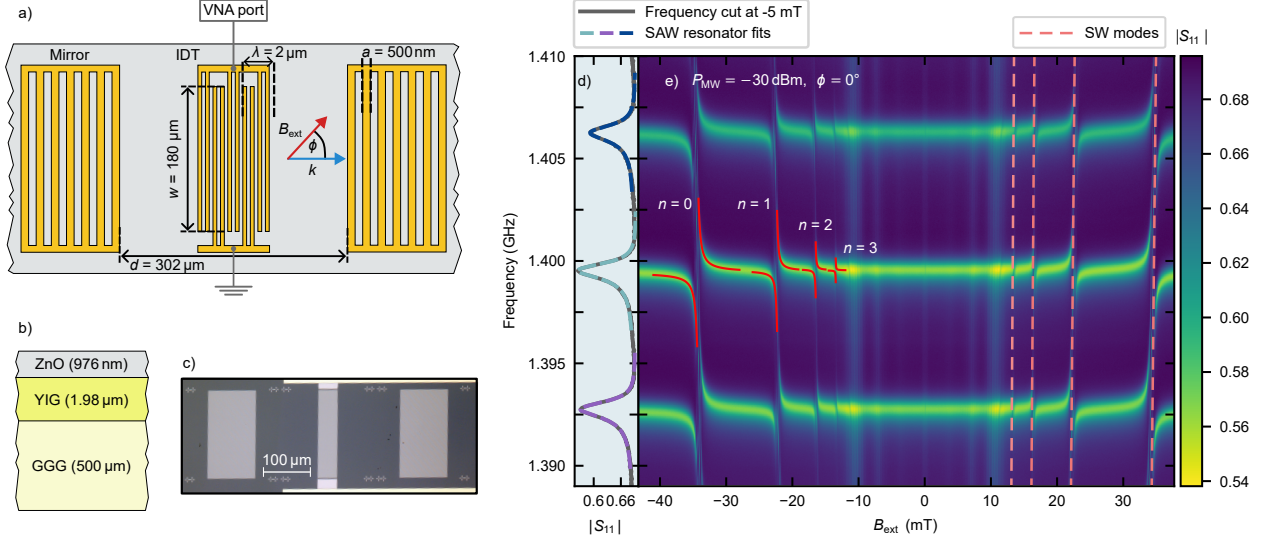 a)
VNA port
Mirror
IDT
λ = 2 μm
a = 500 nm
w = 180 μm
B_ext
ϕ
k
d = 302 μm
b)
ZnO (976 nm)
YIG (1.98 μm)
GGG (500 μm)
c)
100 μm
Frequency cut at -5 mT
SAW resonator fits
SW modes
|S₁₁|
d)
e)
P_MW = −30 dBm, ϕ = 0°
n = 0
n = 1
n = 2
n = 3
Frequency (GHz)
1.410
1.405
1.400
1.395
1.390
0.6 0.66
|S₁₁|
−40 −30 −20 −10 0 10 20 30
B_ext (mT)
0.68
0.66
0.64
0.62
0.60
0.58
0.56
0.54